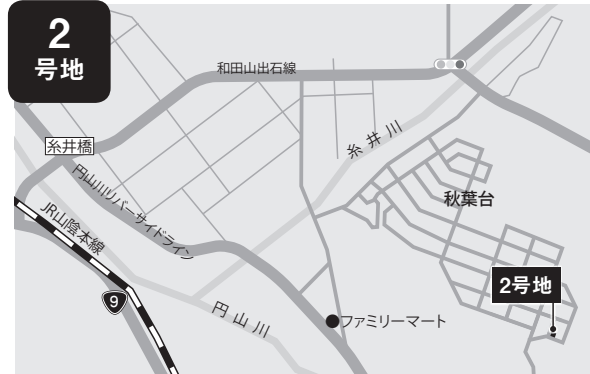 2
号地
和田山出石線
糸井橋
糸井川
円山川リバーサイドライン
秋葉台
JR山陰本線
2号地
9
円山川
ファミリーマート